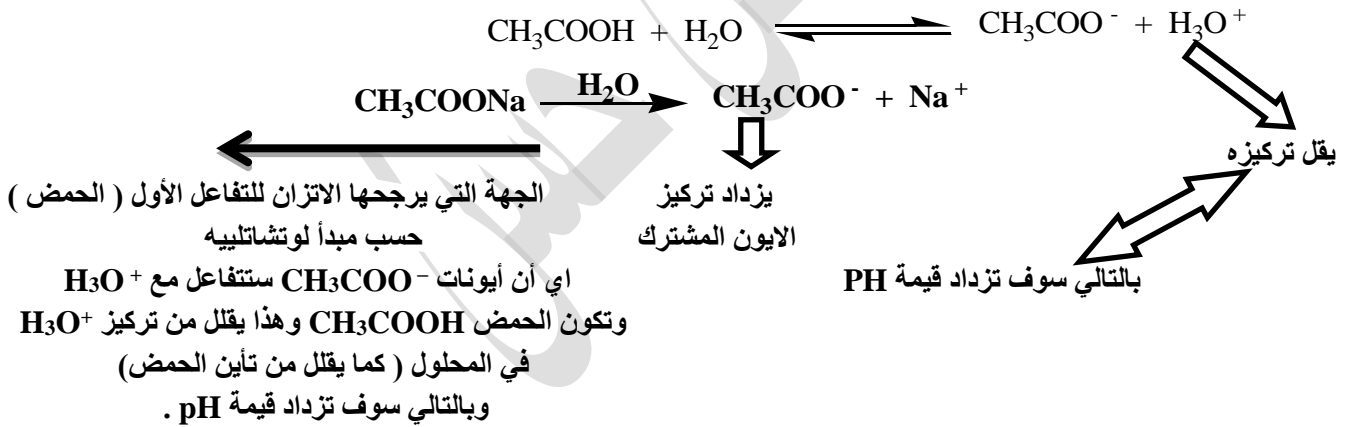 CH₃COOH + H₂O ⇌ CH₃COO⁻ + H₃O⁺
CH₃COONa ⟶ H₂O CH₃COO⁻ + Na⁺
يقل تركيزه
الجهة التي يرجحها الاتزان للتفاعل الأول ( الحمض )
حسب مبدأ لوتشاتلييه
يزداد تركيز
الايون المشترك
اي أن أيونات CH₃COO⁻ ستتفاعل مع H₃O⁺
وتكون الحمض CH₃COOH وهذا يقلل من تركيز H₃O⁺
في المحلول ( كما يقلل من تأين الحمض)
وبالتالي سوف تزداد قيمة pH .
بالتالي سوف تزداد قيمة PH